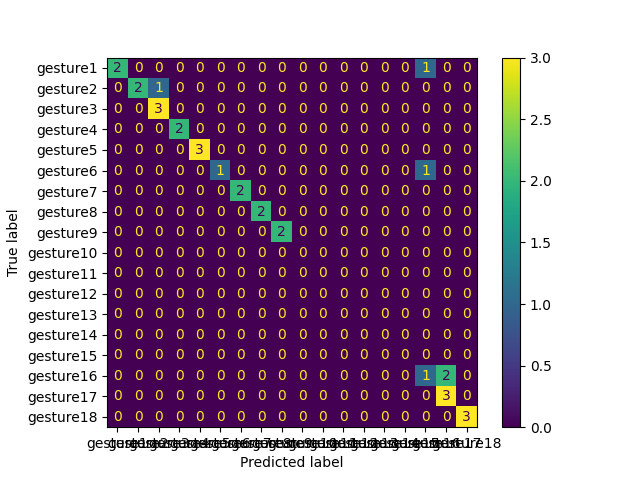 gesture1 2 0 0 0 0 0 0 0 0 0 0 0 0 0 0 1 0 0
gesture2 0 2 1 0 0 0 0 0 0 0 0 0 0 0 0 0 0 0
gesture3 0 0 3 0 0 0 0 0 0 0 0 0 0 0 0 0 0 0
gesture4 0 0 0 2 0 0 0 0 0 0 0 0 0 0 0 0 0 0
gesture5 0 0 0 0 3 0 0 0 0 0 0 0 0 0 0 0 0 0
gesture6 0 0 0 0 0 1 0 0 0 0 0 0 0 0 0 1 0 0
gesture7 0 0 0 0 0 0 2 0 0 0 0 0 0 0 0 0 0 0
gesture8 0 0 0 0 0 0 0 2 0 0 0 0 0 0 0 0 0 0
gesture9 0 0 0 0 0 0 0 0 2 0 0 0 0 0 0 0 0 0
gesture10 0 0 0 0 0 0 0 0 0 0 0 0 0 0 0 0 0 0
gesture11 0 0 0 0 0 0 0 0 0 0 0 0 0 0 0 0 0 0
gesture12 0 0 0 0 0 0 0 0 0 0 0 0 0 0 0 0 0 0
gesture13 0 0 0 0 0 0 0 0 0 0 0 0 0 0 0 0 0 0
gesture14 0 0 0 0 0 0 0 0 0 0 0 0 0 0 0 0 0 0
gesture15 0 0 0 0 0 0 0 0 0 0 0 0 0 0 0 0 0 0
gesture16 0 0 0 0 0 0 0 0 0 0 0 0 0 0 0 1 2 0
gesture17 0 0 0 0 0 0 0 0 0 0 0 0 0 0 0 0 3 0
gesture18 0 0 0 0 0 0 0 0 0 0 0 0 0 0 0 0 0 3
True label
Predicted label
3.0
2.5
2.0
1.5
1.0
0.5
0.0